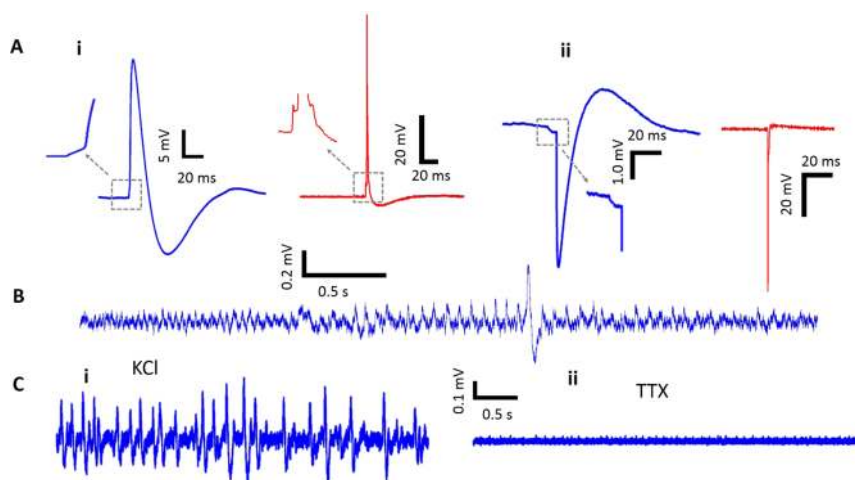 A
i
5 mV
20 ms
20 mV
20 ms
ii
20 ms
1.0 mV
20 ms
20 mV
0.2 mV
0.5 s
B
C
i
KCl
0.1 mV
0.5 s
ii
TTX